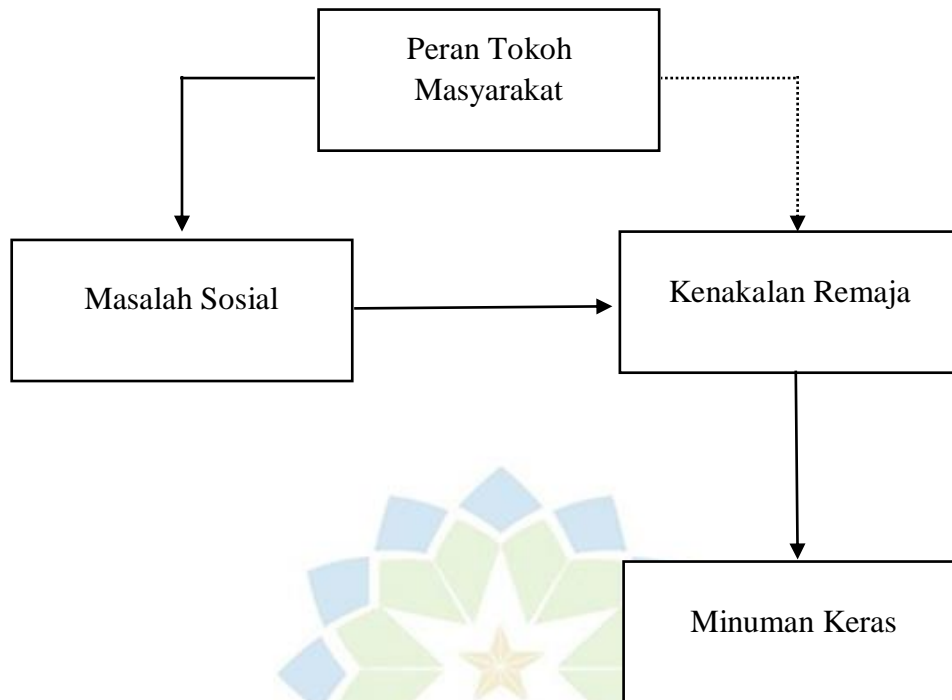 Peran Tokoh
Masyarakat
Masalah Sosial
Kenakalan Remaja
Minuman Keras